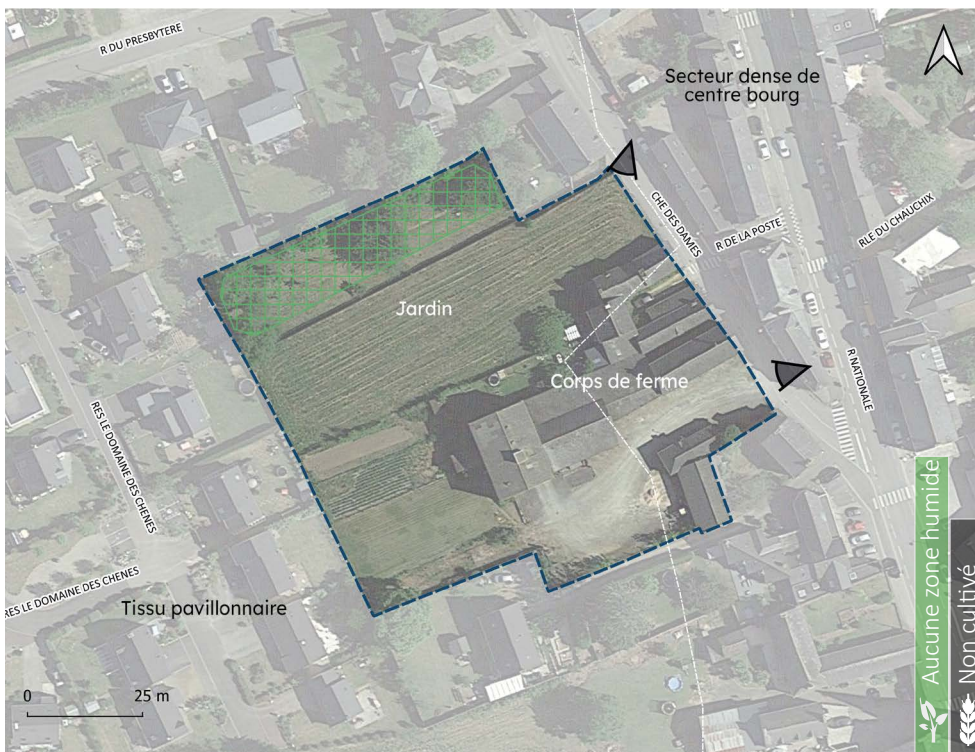 R DU PRESBYTERE
Secteur dense de
centre bourg
CHE DES DAMES
R DE LA POSTE
RLE DU CHAUCHIX
Jardin
Corps de ferme
R NATIONALE
RES LE DOMAINE DES CHENES
RES LE DOMAINE DES CHENES
Tissu pavillonnaire
0 25 m
Aucune zone humide
Non cultivé